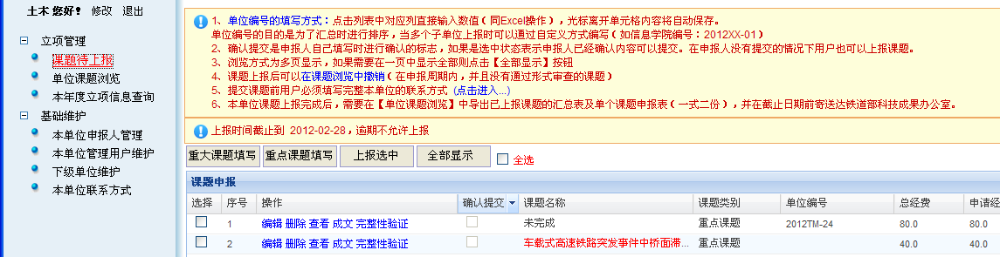 土木 您好！ 修改 退出
立项管理
课题待上报
单位课题浏览
本年度立项信息查询
基础维护
本单位申报人管理
本单位管理用户维护
下级单位维护
本单位联系方式
1、单位编号的填写方式：点击列表中对应列直接输入数值（同Excel操作），光标离开单元格内容将自动保存。
单位编号的目的是为了汇总时进行排序，当多个子单位上报时可以通过自定义方式编写（如信息学院编号：2012XX-01）
2、确认提交是申报人自己填写时进行确认的标志，如果是选中状态表示申报人已经确认内容可以提交。在申报人没有提交的情况下用户也可以上报课题。
3、浏览方式为多页显示，如果需要在一页中显示全部则点击【全部显示】按钮
4、课题上报后可以在课题浏览中撤销（在申报周期内，并且没有通过形式审查的课题）
5、提交课题前用户必须填写完整本单位的联系方式 (点击进入...)
6、本单位课题上报完成后，需要在【单位课题浏览】中导出已上报课题的汇总表及单个课题申报表（一式二份），并在截止日期前寄送达铁道部科技成果办公室。
上报时间截止到 2012-02-28，逾期不允许上报
重大课题填写 重点课题填写 上报选中 全部显示 全选
课题申报
选择 序号 操作 确认提交 课题名称 课题类别 单位编号 总经费 申请经
1 编辑 删除 查看 成文 完整性验证 未完成 重点课题 2012TM-24 80.0 80.0
2 编辑 删除 查看 成文 完整性验证 车载式高速铁路突发事件中桥面滞... 重点课题 40.0 40.0